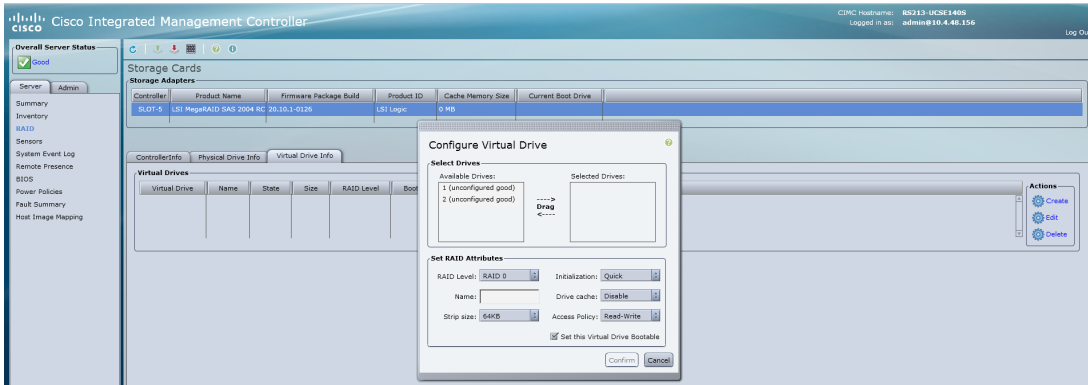 CISCO Cisco Integrated Management Controller
CIMC Hostname: RS213-UCSE140S
Logged in as: admin@10.4.48.156
Log Ou
Overall Server Status
Good
Server Admin
Summary
Inventory
RAID
Sensors
System Event Log
Remote Presence
BIOS
Power Policies
Fault Summary
Host Image Mapping
Storage Cards
Storage Adapters
Controller Product Name Firmware Package Build Product ID Cache Memory Size Current Boot Drive
SLOT-5 LSI MegaRAID SAS 2004 RC 20.10.1-0126 LSI Logic 0 MB
ControllerInfo Physical Drive Info Virtual Drive Info
Virtual Drives
Virtual Drive Name State Size RAID Level Boot
Actions
Create
Edit
Delete
Configure Virtual Drive
Select Drives
Available Drives: Selected Drives:
1 (unconfigured good)
2 (unconfigured good)
---->
Drag
<----
Set RAID Attributes
RAID Level: RAID 0 Initialization: Quick
Name: Drive cache: Disable
Strip size: 64KB Access Policy: Read-Write
Set this Virtual Drive Bootable
Confirm Cancel